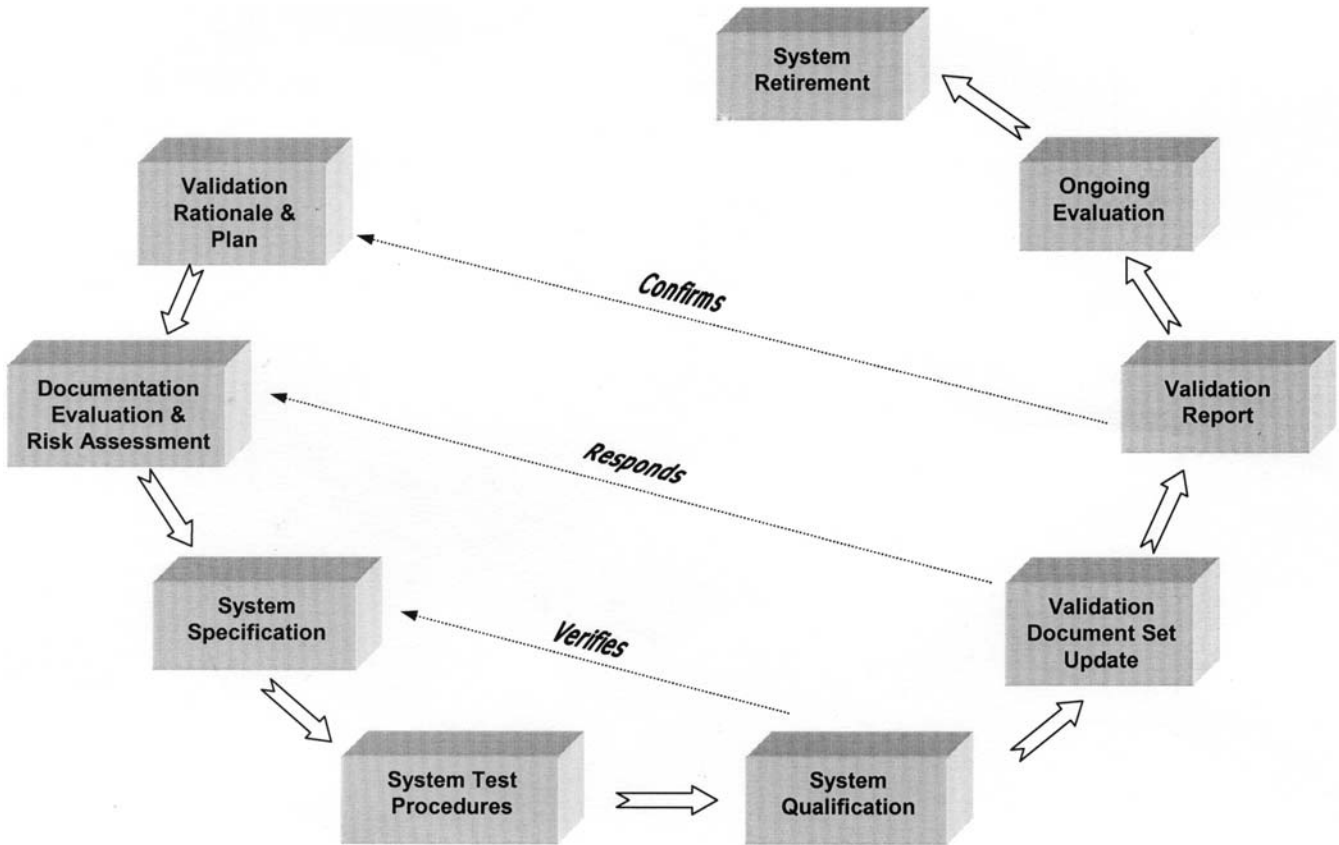 System
Retirement
Validation
Rationale &
Plan
Ongoing
Evaluation
Confirms
Documentation
Evaluation &
Risk Assessment
Validation
Report
Responds
System
Specification
Verifies
Validation
Document Set
Update
System Test
Procedures
System
Qualification